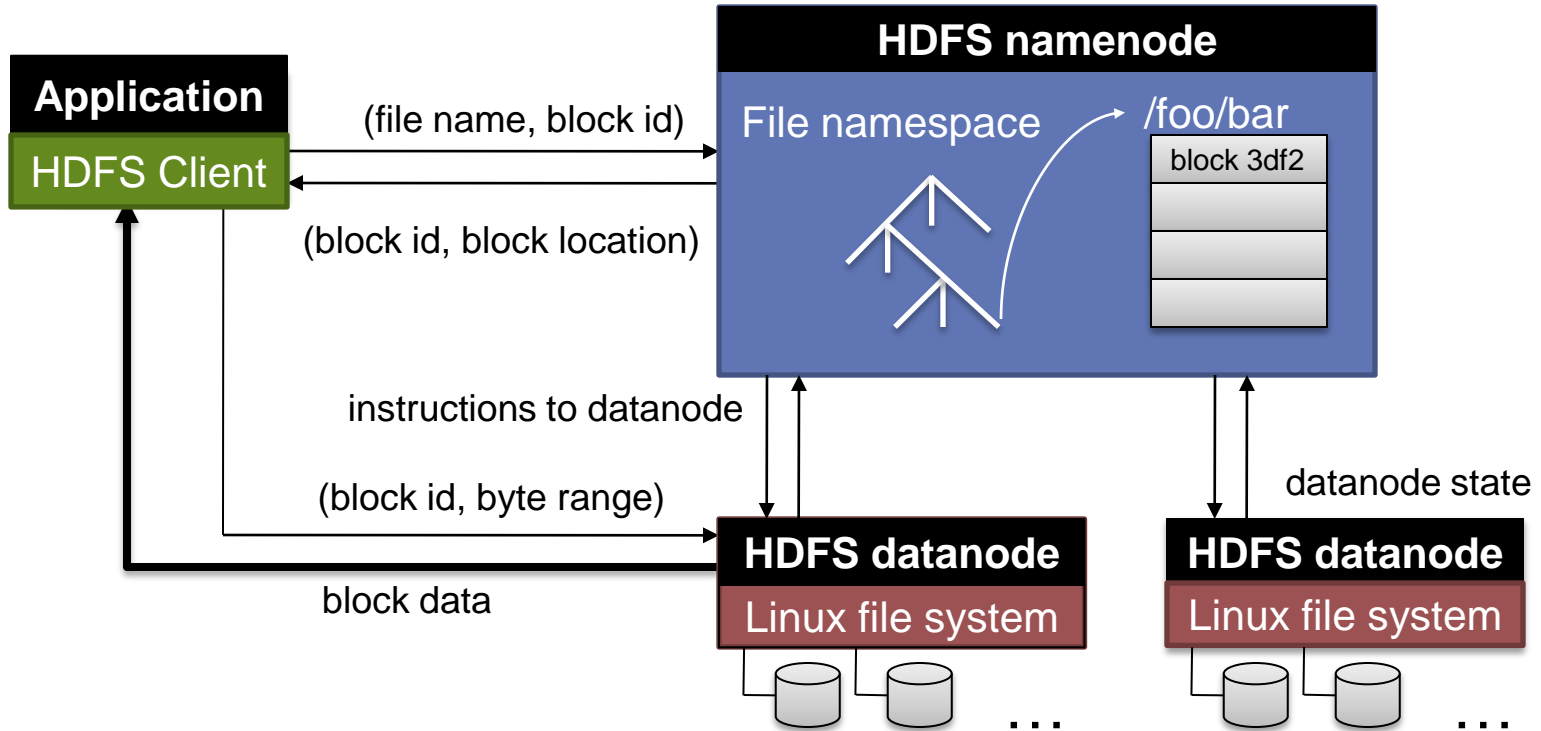 HDFS namenode
Application
HDFS Client
(file name, block id)
(block id, block location)
File namespace
/foo/bar
block 3df2
instructions to datanode
datanode state
(block id, byte range)
block data
HDFS datanode
Linux file system
…
HDFS datanode
Linux file system
…